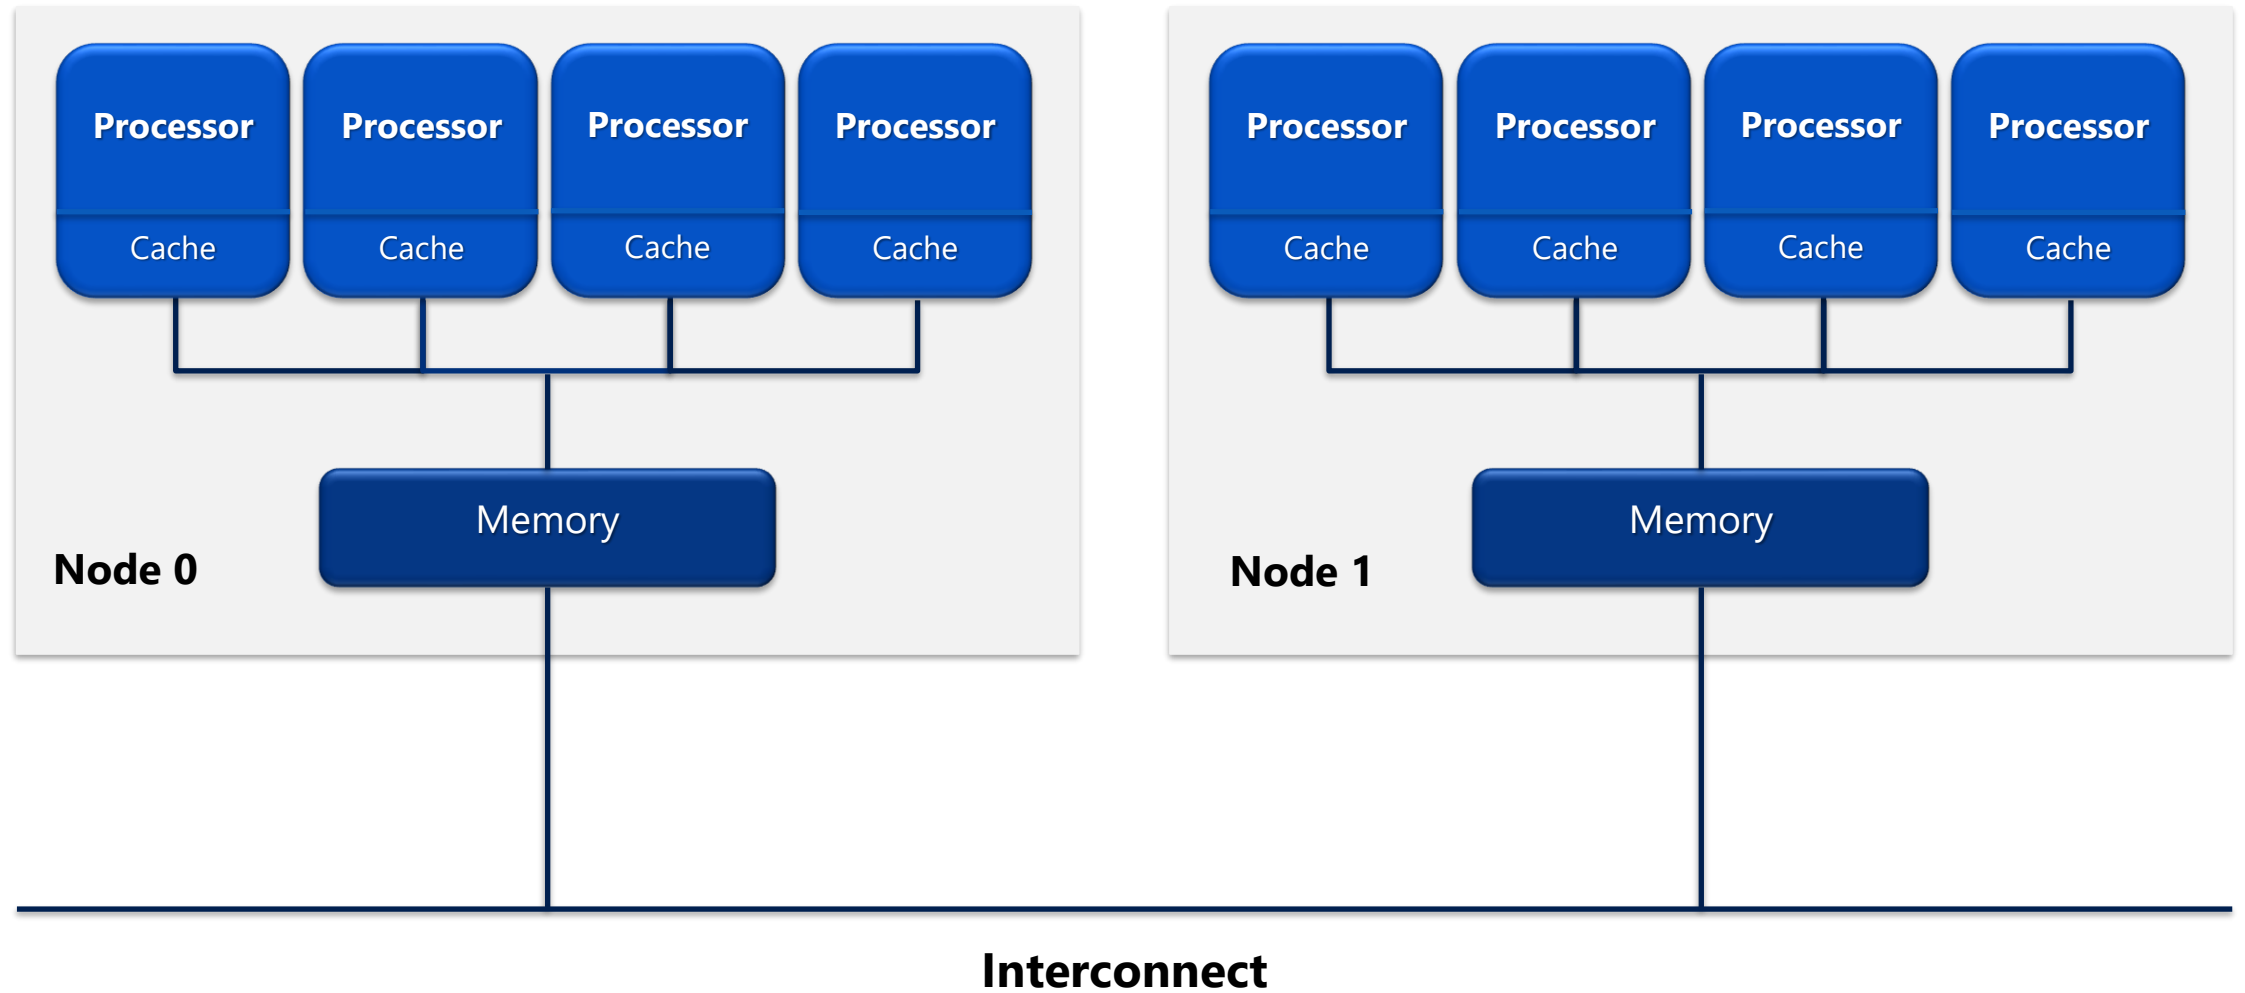 Processor Processor Processor Processor
Cache Cache Cache Cache
Memory
Node 0
Processor Processor Processor Processor
Cache Cache Cache Cache
Memory
Node 1
Interconnect